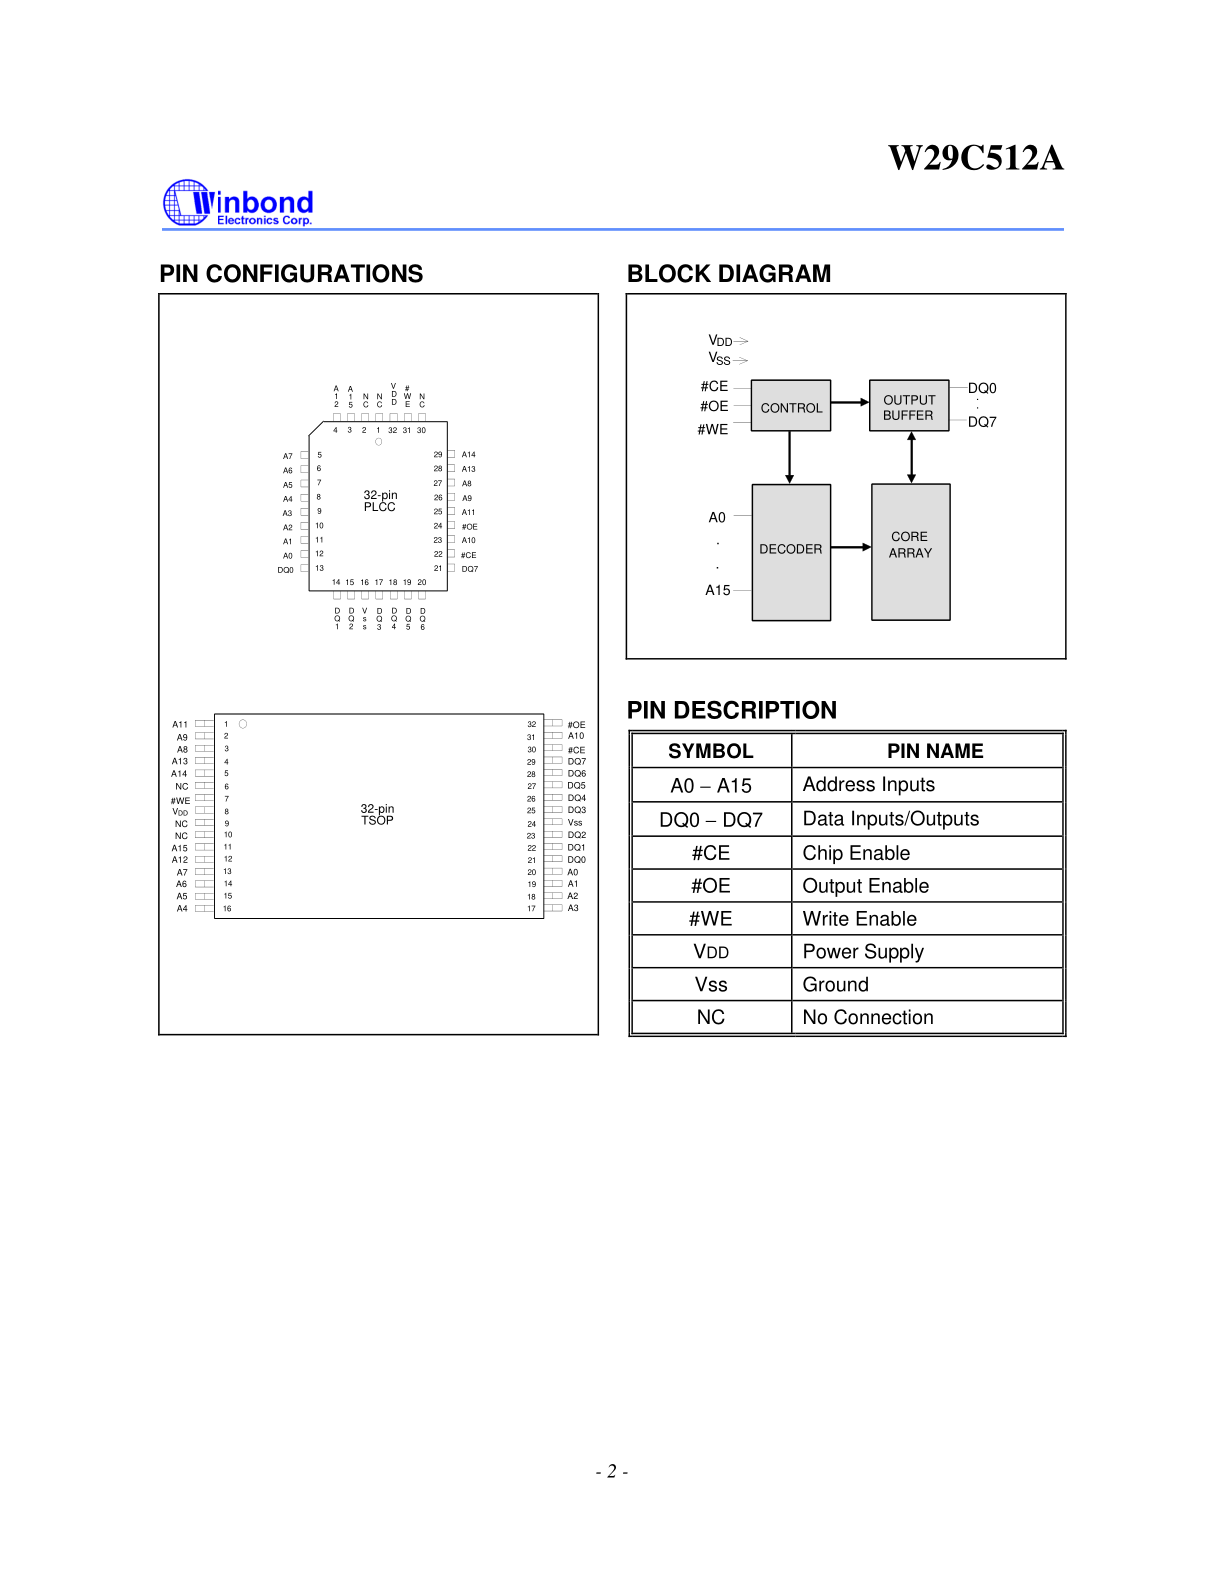 W29C512A
Winbond
Electronics Corp.
PIN CONFIGURATIONS
A12 A15 NC NC VDD #WE NC
4 3 2 1 32 31 30
A7 5 29 A14
A6 6 28 A13
A5 7 27 A8
A4 8 26 A9
A3 9 25 A11
A2 10 24 #OE
A1 11 23 A10
A0 12 22 #CE
DQ0 13 21 DQ7
32-pin
PLCC
14 15 16 17 18 19 20
DQ1 DQ2 Vss DQ3 DQ4 DQ5 DQ6
A11 1 32 #OE
A9 2 31 A10
A8 3 30 #CE
A13 4 29 DQ7
A14 5 28 DQ6
NC 6 27 DQ5
#WE 7 26 DQ4
VDD 8 25 DQ3
NC 9 24 Vss
NC 10 23 DQ2
A15 11 22 DQ1
A12 12 21 DQ0
A7 13 20 A0
A6 14 19 A1
A5 15 18 A2
A4 16 17 A3
32-pin
TSOP
BLOCK DIAGRAM
VDD
VSS
#CE
#OE
#WE
CONTROL
OUTPUT
BUFFER
DQ0
.
.
DQ7
A0
.
.
A15
DECODER
CORE
ARRAY
PIN DESCRIPTION
SYMBOL PIN NAME
A0 − A15 Address Inputs
DQ0 − DQ7 Data Inputs/Outputs
#CE Chip Enable
#OE Output Enable
#WE Write Enable
VDD Power Supply
Vss Ground
NC No Connection
- 2 -